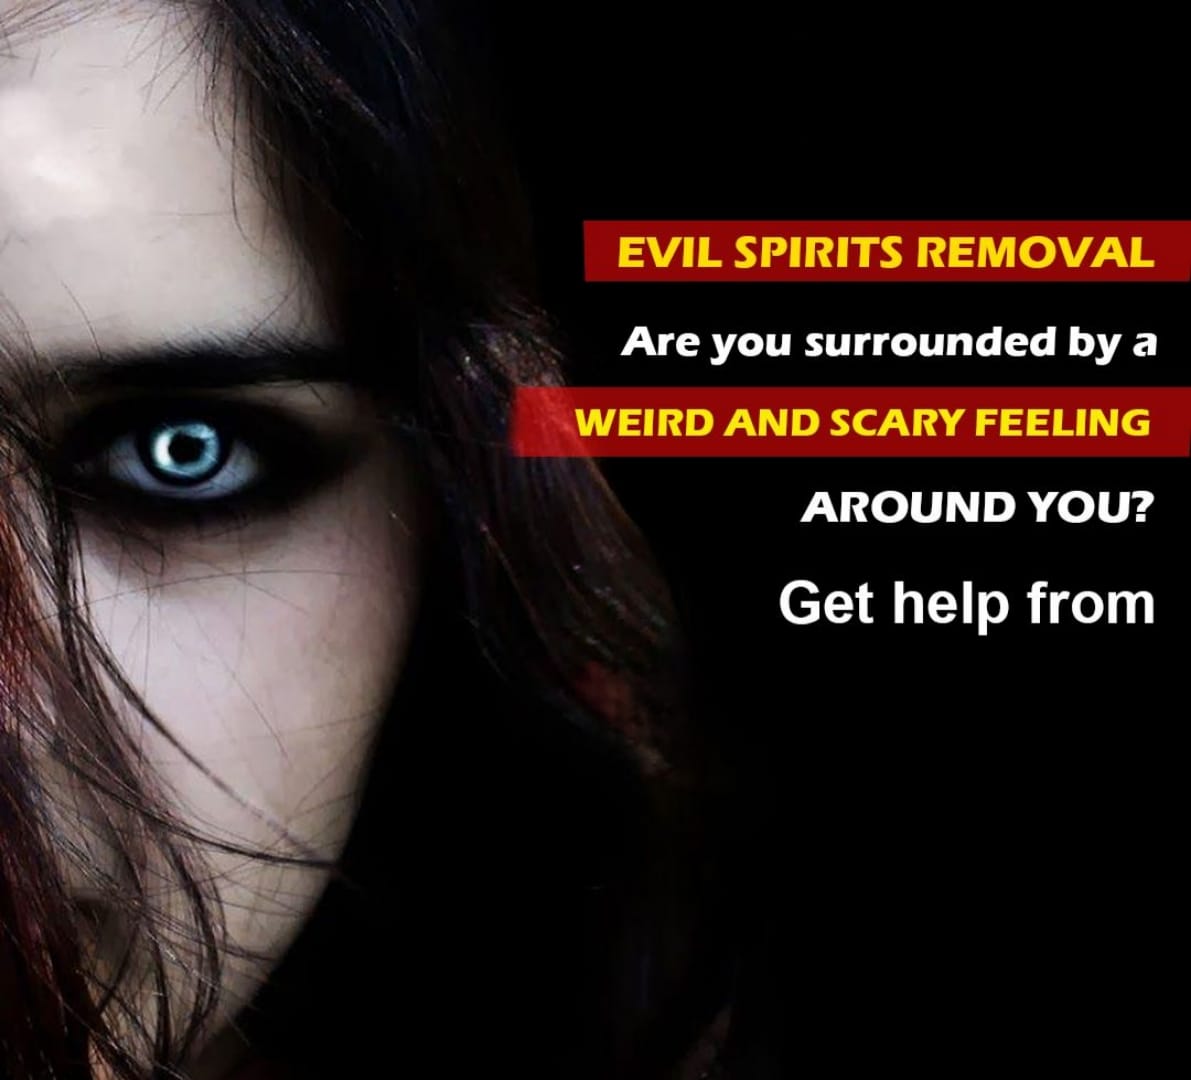 EVIL SPIRITS REMOVAL
Are you surrounded by a
WEIRD AND SCARY FEELING
AROUND YOU?
Get help from